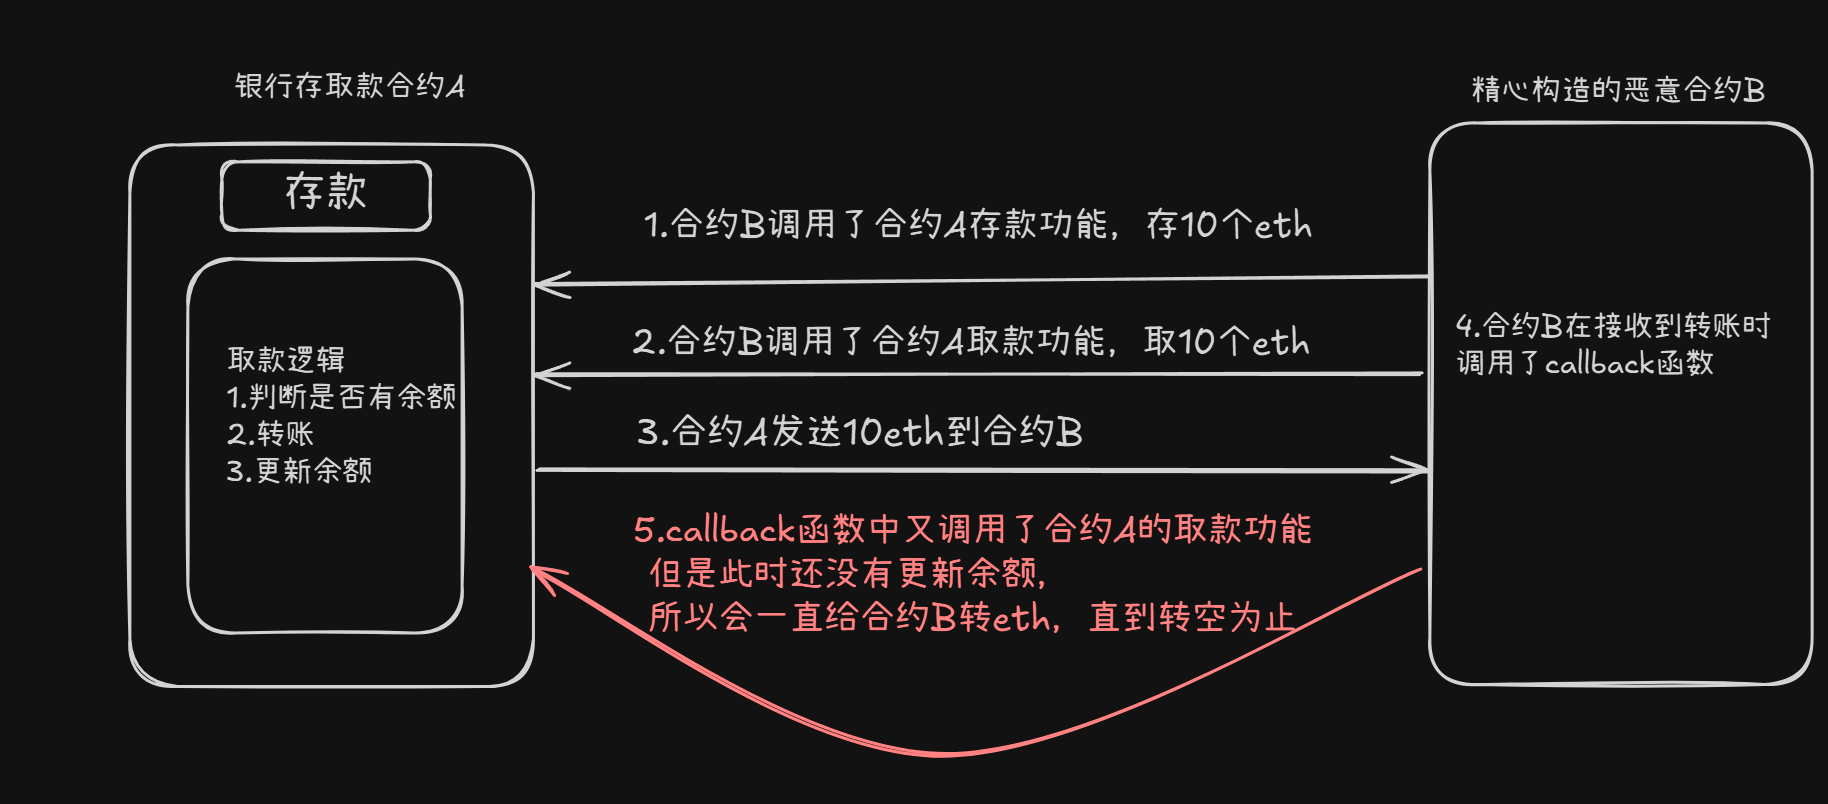 银行存取款合约A
精心构造的恶意合约B
存款
1.合约B调用了合约A存款功能，存10个eth
2.合约B调用了合约A取款功能，取10个eth
4.合约B在接收到转账时
调用了callback函数
取款逻辑
1.判断是否有余额
2.转账
3.更新余额
3.合约A发送10eth到合约B
5.callback函数中又调用了合约A的取款功能
但是此时还没有更新余额，
所以会一直给合约B转eth，直到转空为止